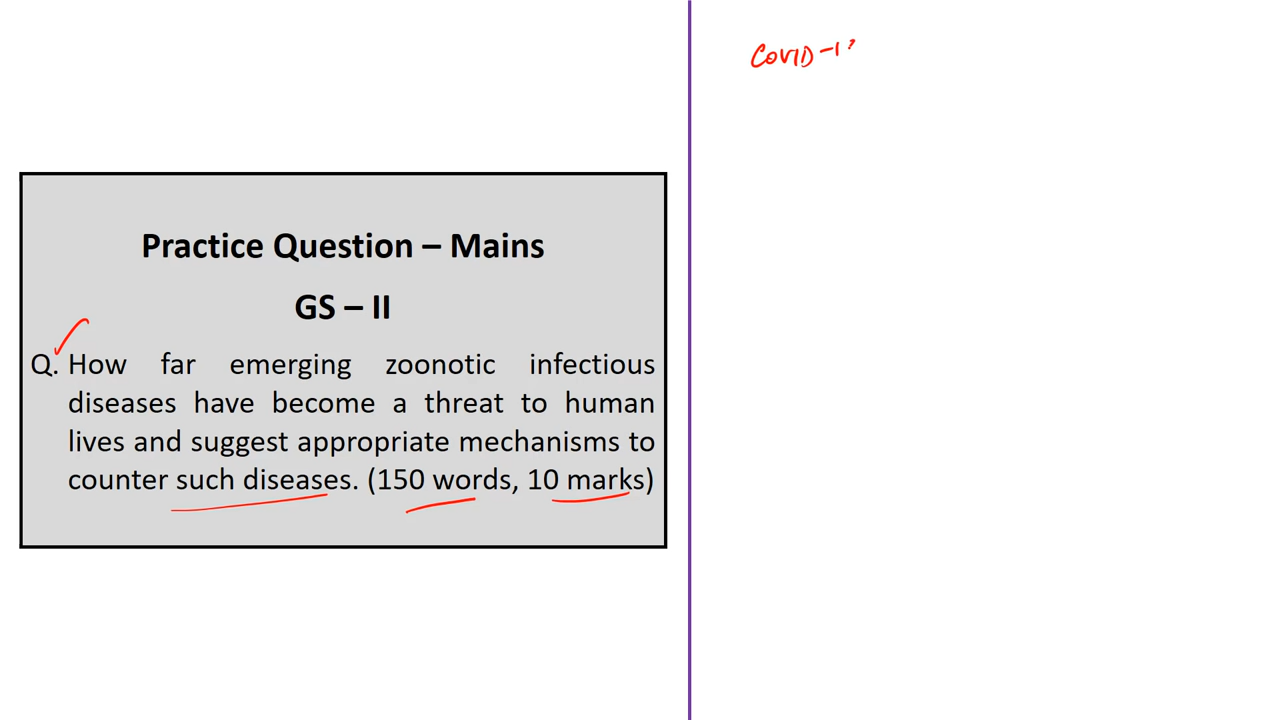 Practice Question – Mains
GS – II
Q. How far emerging zoonotic infectious
diseases have become a threat to human
lives and suggest appropriate mechanisms to
counter such diseases. (150 words, 10 marks)
COVID